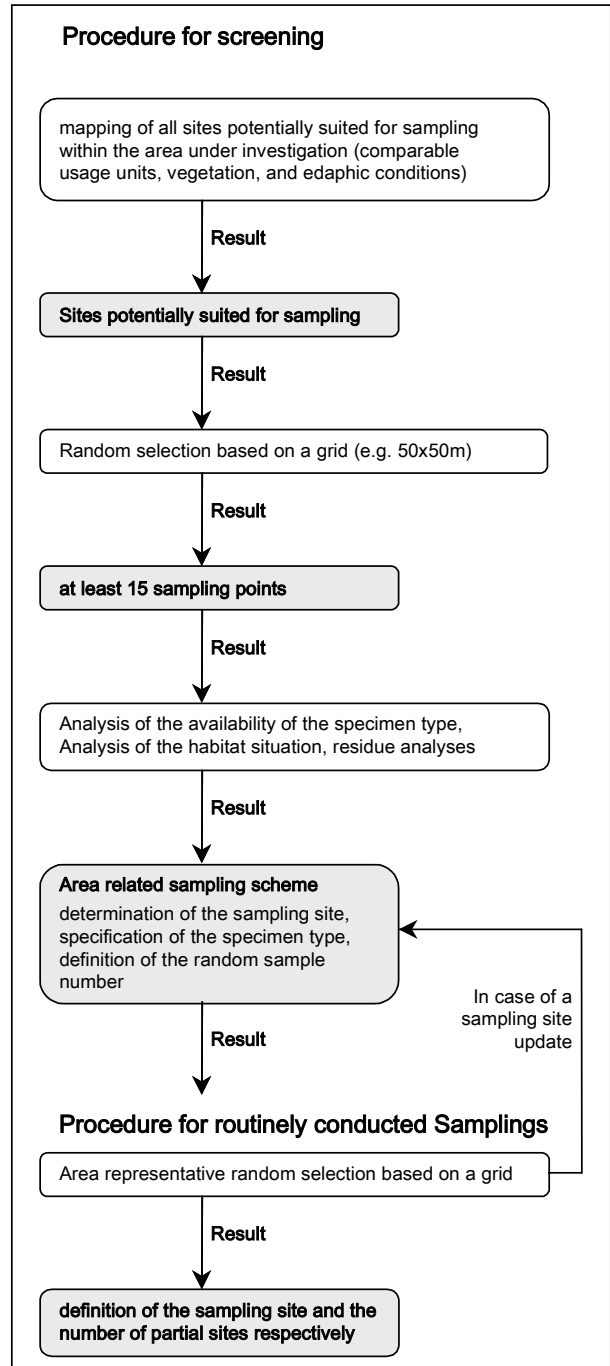 Procedure for screening
mapping of all sites potentially suited for sampling
within the area under investigation (comparable
usage units, vegetation, and edaphic conditions)
Result
Sites potentially suited for sampling
Result
Random selection based on a grid (e.g. 50x50m)
Result
at least 15 sampling points
Result
Analysis of the availability of the specimen type,
Analysis of the habitat situation, residue analyses
Result
Area related sampling scheme
determination of the sampling site,
specification of the specimen type,
definition of the random sample
number
In case of a
sampling site
update
Result
Procedure for routinely conducted Samplings
Area representative random selection based on a grid
Result
definition of the sampling site and the
number of partial sites respectively